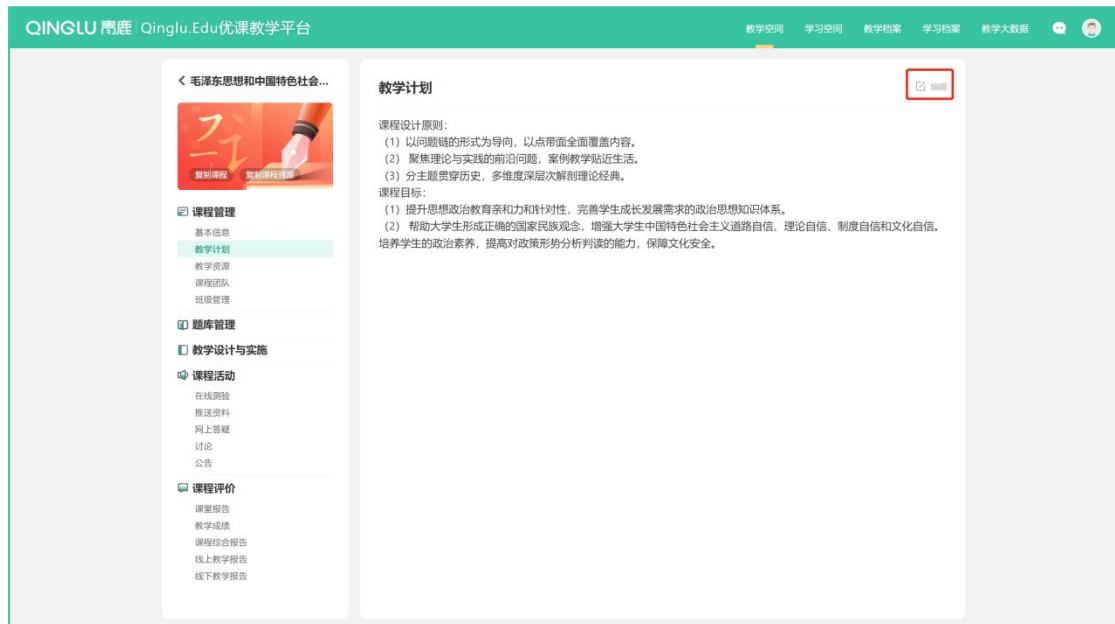 QINGLU 青鹿 Qinglu.Edu优课教学平台
教学空间 学习空间 教学档案 学习档案 教学大数据
毛泽东思想和中国特色社会...
复制课程 复制课程资源
课程管理
基本信息
教学计划
教学资源
课程团队
班级管理
题库管理
教学设计与实施
课程活动
在线测验
推送资料
网上答疑
讨论
公告
课程评价
课堂报告
教学成绩
课程综合报告
线上教学报告
线下教学报告
教学计划
编辑
课程设计原则:
（1）以问题链的形式为导向，以点带面全面覆盖内容。
（2） 聚焦理论与实践的前沿问题，案例教学贴近生活。
（3）分主题贯穿历史，多维度深层次解剖理论经典。
课程目标:
（1）提升思想政治教育亲和力和针对性，完善学生成长发展需求的政治思想知识体系。
（2） 帮助大学生形成正确的国家民族观念，增强大学生中国特色社会主义道路自信、理论自信、制度自信和文化自信。
培养学生的政治素养，提高对政策形势分析判读的能力，保障文化安全。